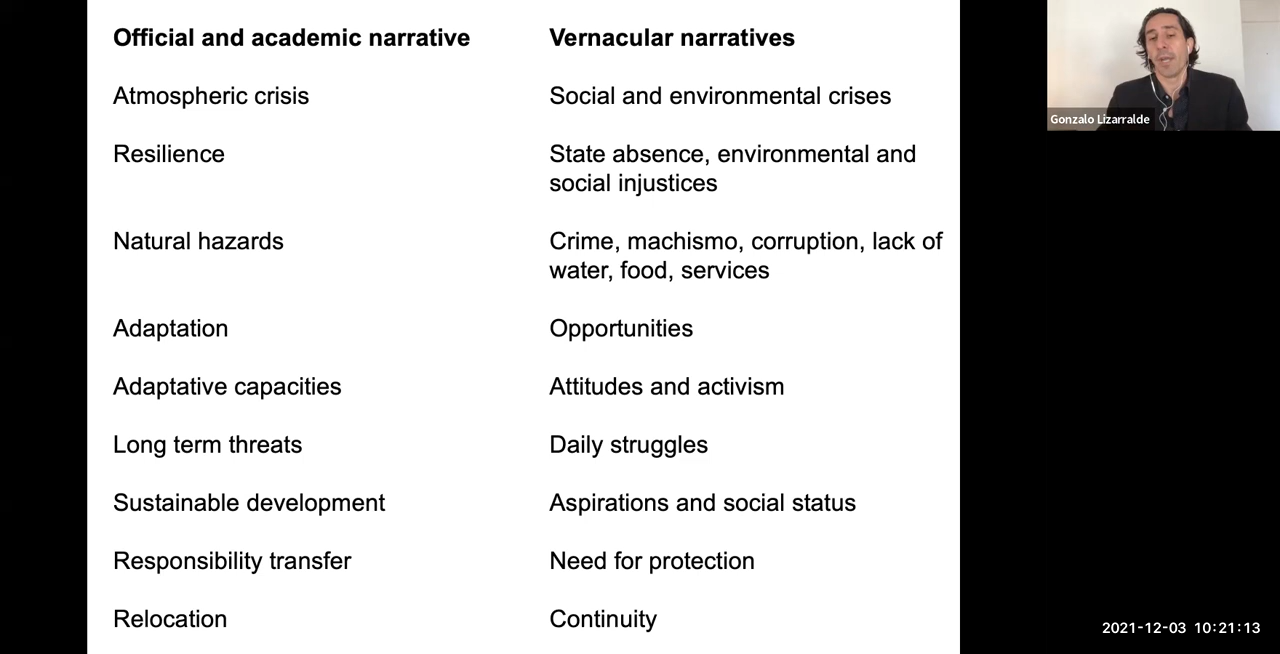 Official and academic narrative
Vernacular narratives
Atmospheric crisis
Social and environmental crises
Resilience
State absence, environmental and
social injustices
Natural hazards
Crime, machismo, corruption, lack of
water, food, services
Adaptation
Opportunities
Adaptative capacities
Attitudes and activism
Long term threats
Daily struggles
Sustainable development
Aspirations and social status
Responsibility transfer
Need for protection
Relocation
Continuity
Gonzalo Lizarralde
2021-12-03 10:21:13